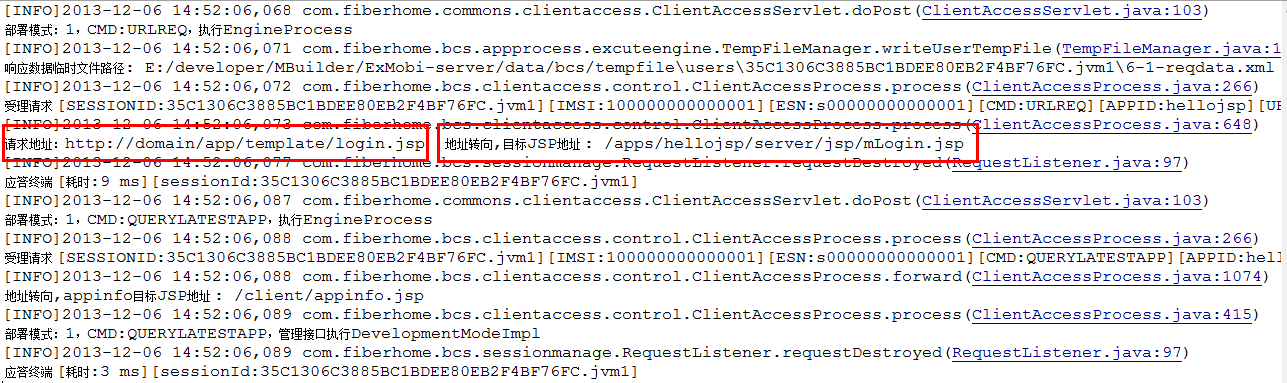 [INFO]2013-12-06 14:52:06,068 com.fiberhome.commons.clientaccess.ClientAccessServlet.doPost(ClientAccessServlet.java:103)
部署模式：1，CMD:URLREQ，执行EngineProcess
[INFO]2013-12-06 14:52:06,071 com.fiberhome.bcs.appprocess.excuteengine.TempFileManager.writeUserTempFile(TempFileManager.java:1
响应数据临时文件路径： E:/developer/MBuilder/ExMobi-server/data/bcs/tempfile\users\35C1306C3885BC1BDEE80EB2F4BF76FC.jvm1\6-1-reqdata.xml
[INFO]2013-12-06 14:52:06,072 com.fiberhome.bcs.clientaccess.control.ClientAccessProcess.process(ClientAccessProcess.java:266)
受理请求 [SESSIONID:35C1306C3885BC1BDEE80EB2F4BF76FC.jvm1][IMSI:100000000000001][ESN:s00000000000001][CMD:URLREQ][APPID:hellojsp][UR
[INFO]2013-12-06 14:52:06,073 com.fiberhome.bcs.clientaccess.control.ClientAccessProcess.process(ClientAccessProcess.java:648)
请求地址：http://domain/app/template/login.jsp 地址转向,目标JSP地址： /apps/hellojsp/server/jsp/mLogin.jsp
[INFO]2013-12-06 14:52:06,077 com.fiberhome.bcs.sessionmanage.RequestListener.requestDestroyed(RequestListener.java:97)
应答终端 [耗时:9 ms][sessionId:35C1306C3885BC1BDEE80EB2F4BF76FC.jvm1]
[INFO]2013-12-06 14:52:06,087 com.fiberhome.commons.clientaccess.ClientAccessServlet.doPost(ClientAccessServlet.java:103)
部署模式：1，CMD:QUERYLATESTAPP，执行EngineProcess
[INFO]2013-12-06 14:52:06,088 com.fiberhome.bcs.clientaccess.control.ClientAccessProcess.process(ClientAccessProcess.java:266)
受理请求 [SESSIONID:35C1306C3885BC1BDEE80EB2F4BF76FC.jvm1][IMSI:100000000000001][ESN:s00000000000001][CMD:QUERYLATESTAPP][APPID:hell
[INFO]2013-12-06 14:52:06,088 com.fiberhome.bcs.clientaccess.control.ClientAccessProcess.forward(ClientAccessProcess.java:1074)
地址转向,appinfo目标JSP地址： /client/appinfo.jsp
[INFO]2013-12-06 14:52:06,089 com.fiberhome.bcs.clientaccess.control.ClientAccessProcess.process(ClientAccessProcess.java:415)
部署模式：1，CMD:QUERYLATESTAPP，管理接口执行DevelopmentModeImpl
[INFO]2013-12-06 14:52:06,089 com.fiberhome.bcs.sessionmanage.RequestListener.requestDestroyed(RequestListener.java:97)
应答终端 [耗时:3 ms][sessionId:35C1306C3885BC1BDEE80EB2F4BF76FC.jvm1]